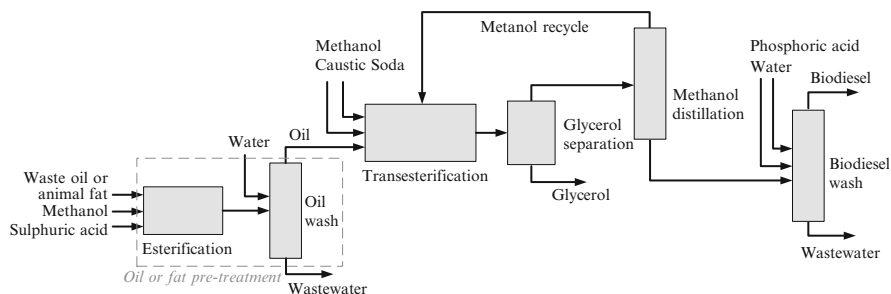 Metanol recycle
Methanol
Caustic Soda
Phosphoric acid
Water
Biodiesel
Methanol
distillation
Glycerol
separation
Water
Oil
Transesterification
Glycerol
Biodiesel
wash
Waste oil or
animal fat
Methanol
Sulphuric acid
Oil
wash
Esterification
Wastewater
Oil or fat pre-treatment
Wastewater